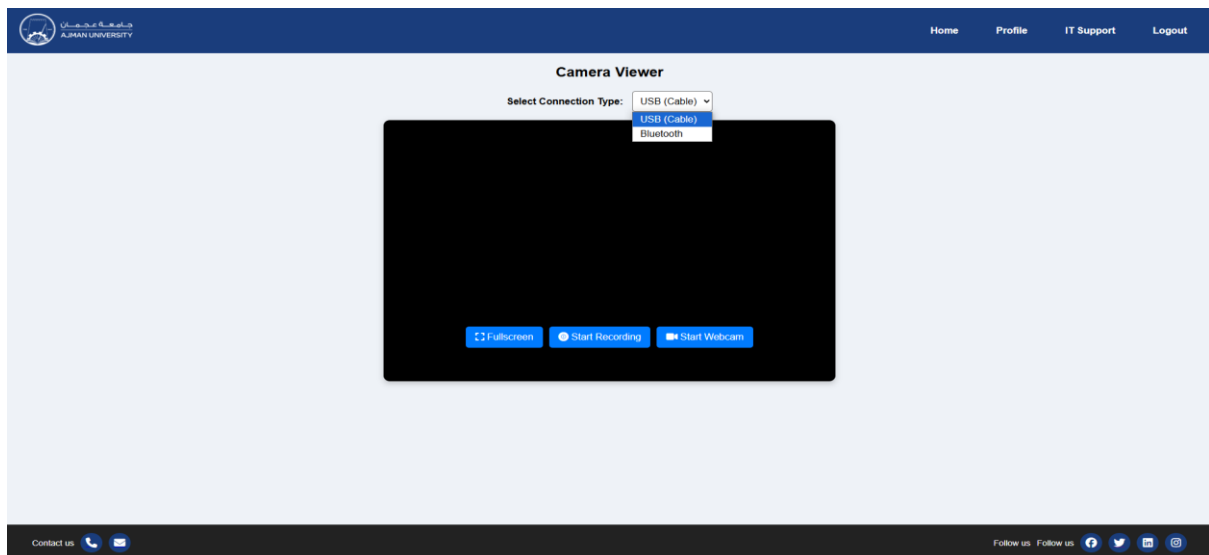 جامعة عجمان
AJMAN UNIVERSITY
Home Profile IT Support Logout
Camera Viewer
Select Connection Type: USB (Cable)
USB (Cable)
Bluetooth
Fullscreen Start Recording Start Webcam
Contact us Follow us Follow us